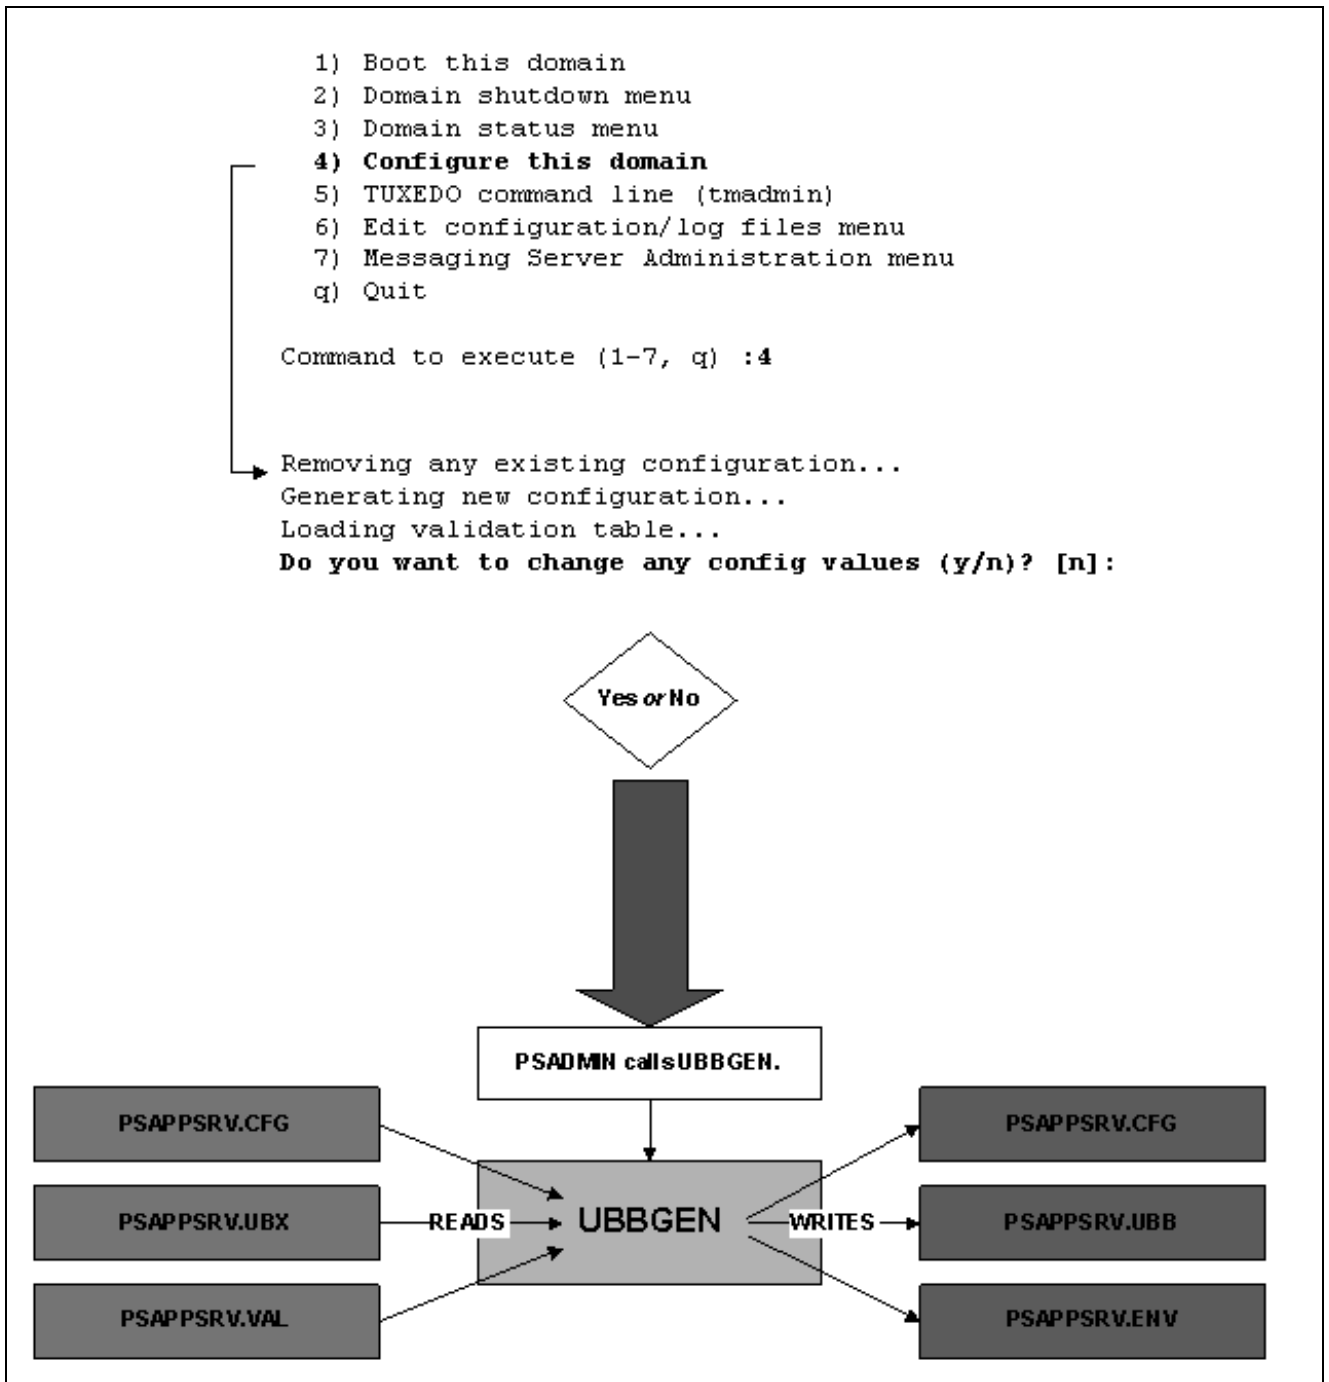 1) Boot this domain
2) Domain shutdown menu
3) Domain status menu
4) Configure this domain
5) TUXEDO command line (tmadmin)
6) Edit configuration/log files menu
7) Messaging Server Administration menu
q) Quit
Command to execute (1-7, q) :4
Removing any existing configuration...
Generating new configuration...
Loading validation table...
Do you want to change any config values (y/n)? [n]:
Yes or No
PSADMIN calls UBBGEN.
PSAPPSRV.CFG
PSAPPSRV.UBX
PSAPPSRV.VAL
READS
UBBGEN
WRITES
PSAPPSRV.CFG
PSAPPSRV.UBB
PSAPPSRV.ENV